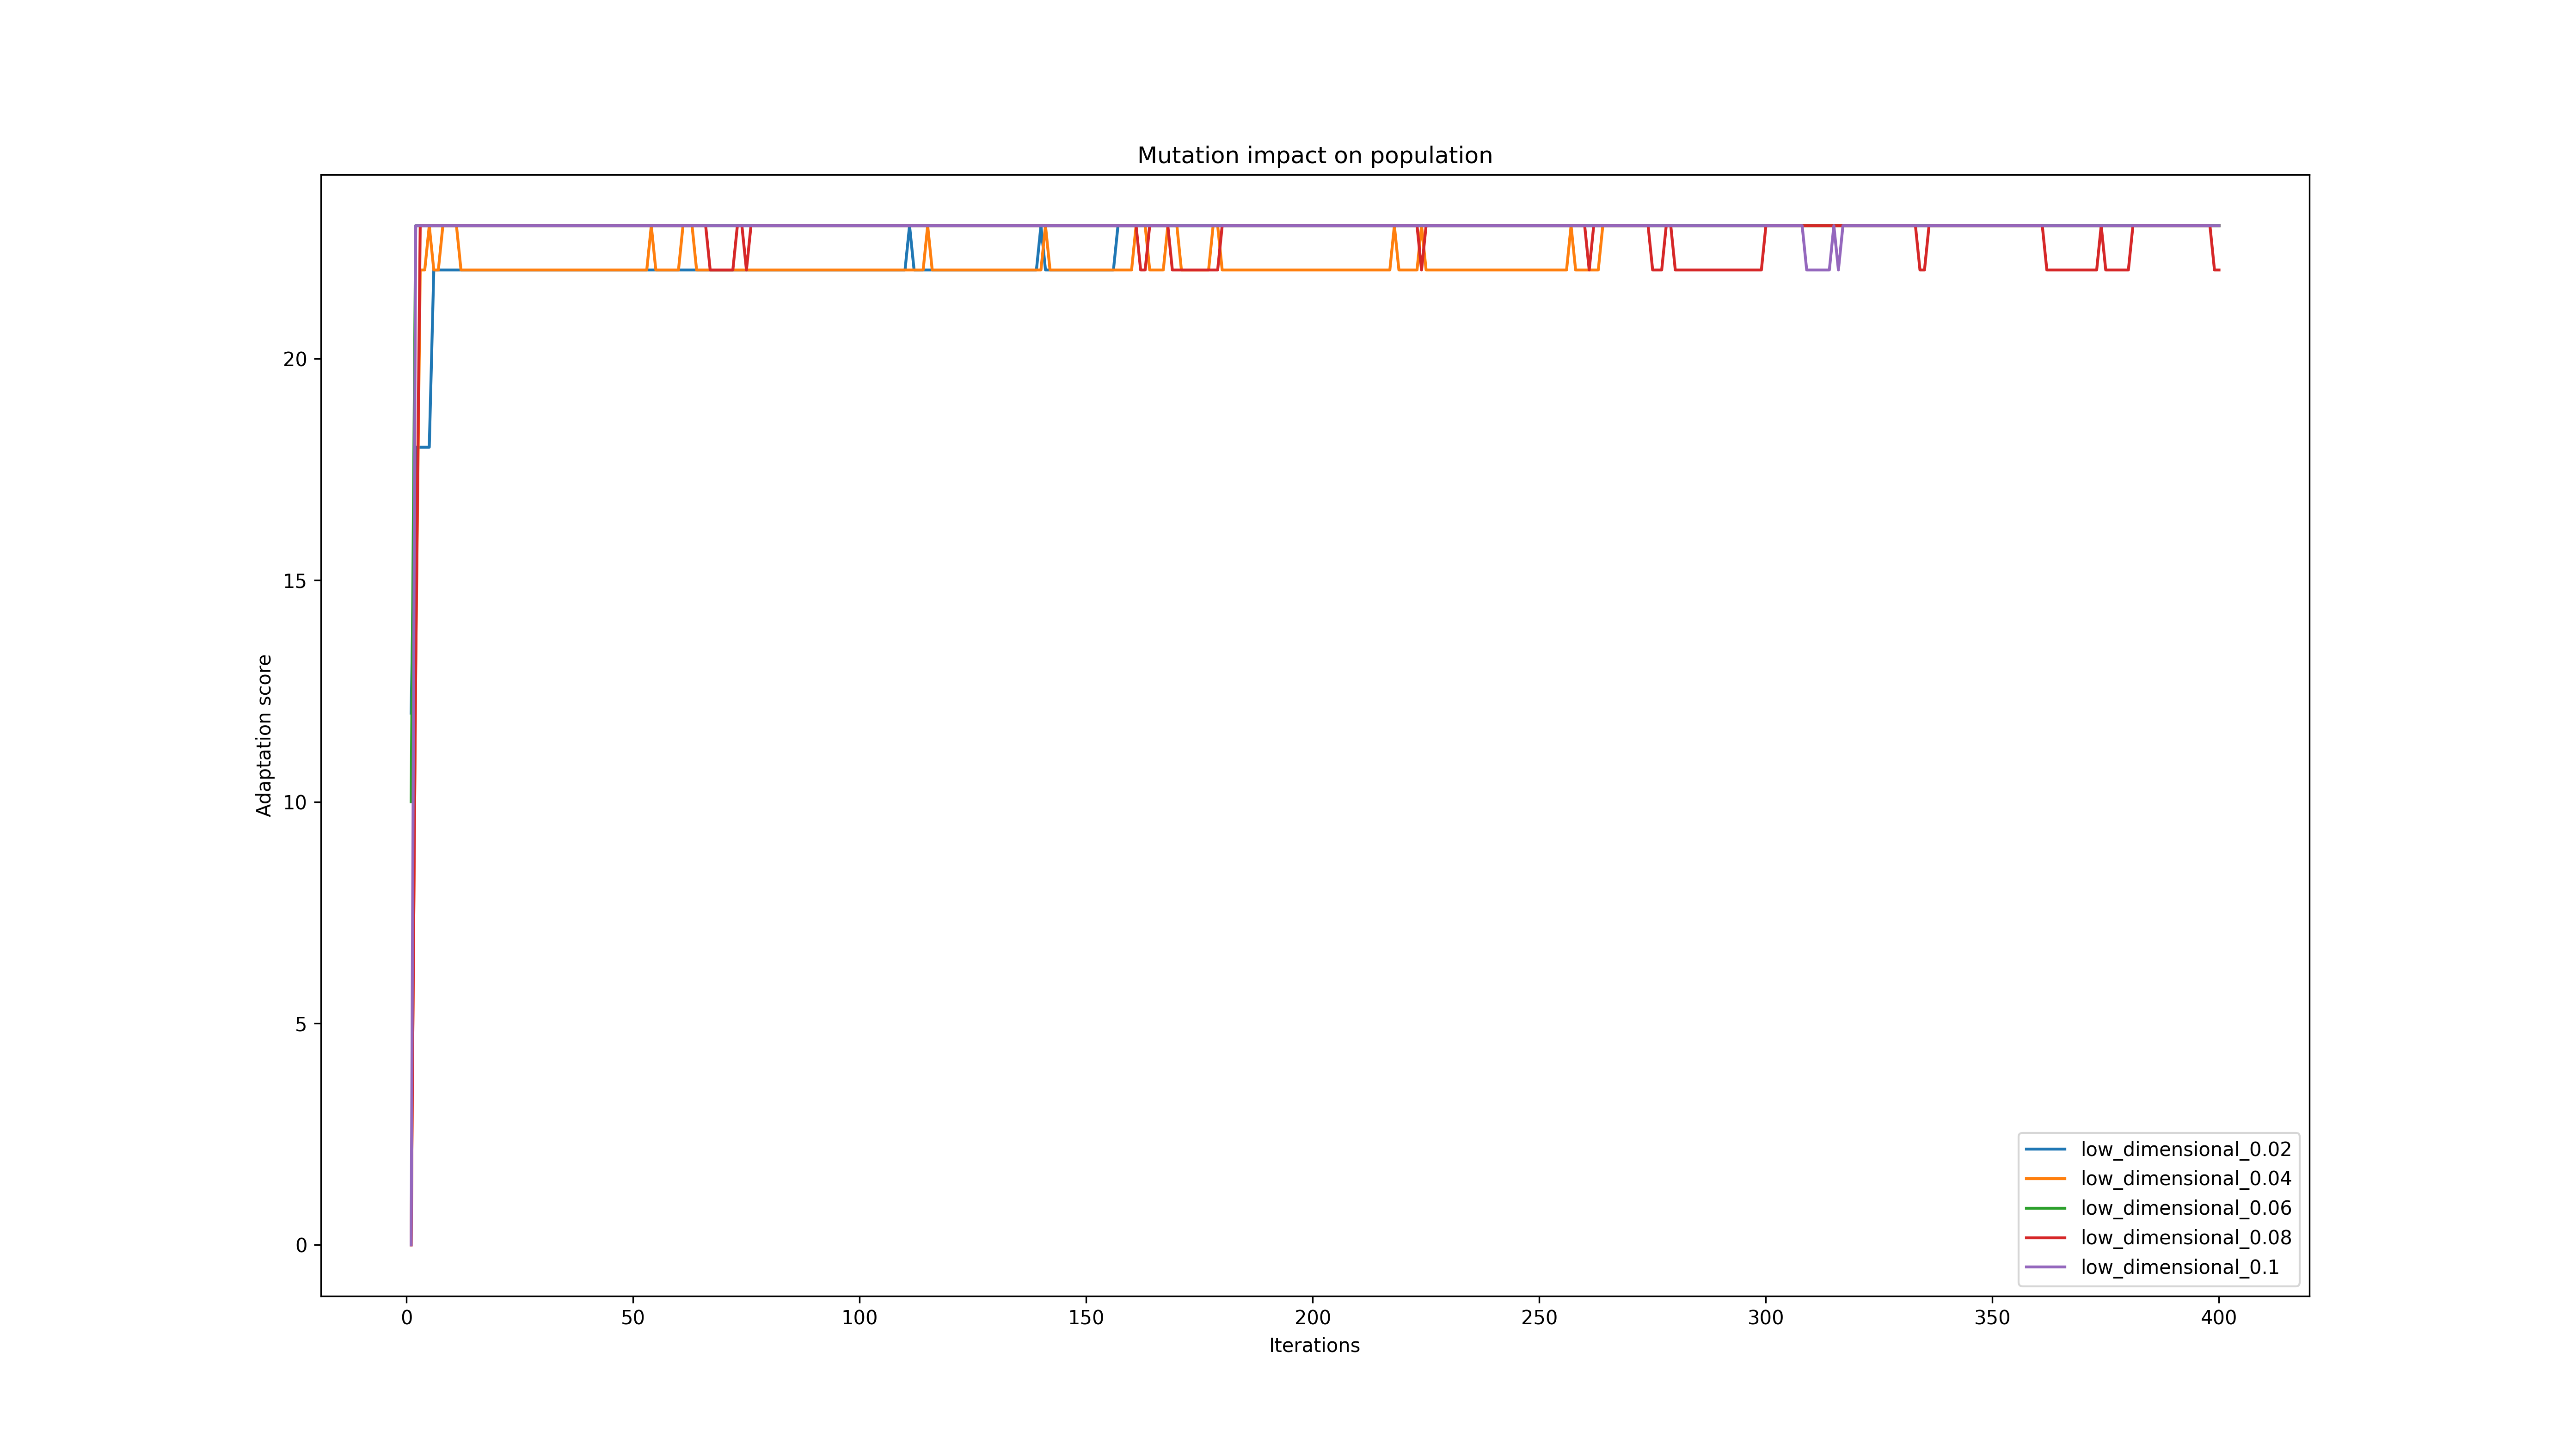 Mutation impact on population
Adaptation score
20
15
10
5
0
0 50 100 150 200 250 300 350 400
Iterations
low_dimensional_0.02
low_dimensional_0.04
low_dimensional_0.06
low_dimensional_0.08
low_dimensional_0.1